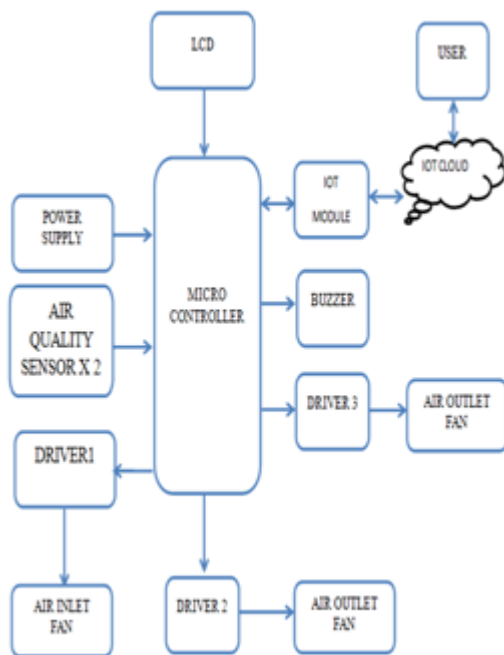 LCD
USER
IOT CLOUD
IOT
MODULE
POWER
SUPPLY
MICRO
CONTROLLER
BUZZER
AIR
QUALITY
SENSOR X 2
DRIVER 3
AIR OUTLET
FAN
DRIVER1
AIR INLET
FAN
DRIVER 2
AIR OUTLET
FAN